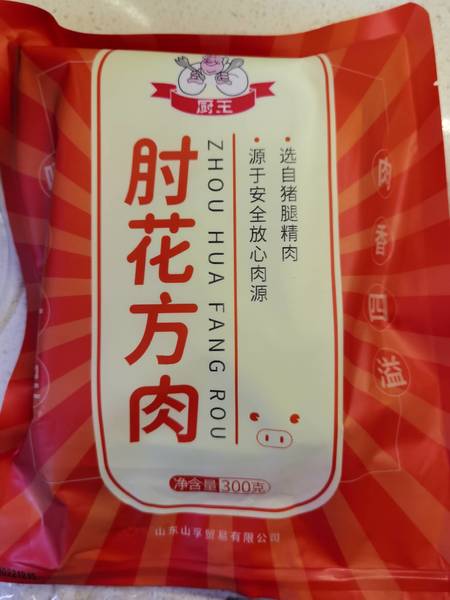 厨王
肘花方肉
ZHOU HUA FANG ROU
选自猪腿精肉
源于安全放心肉源
肉香四溢
净含量 300克
山东山孚贸易有限公司